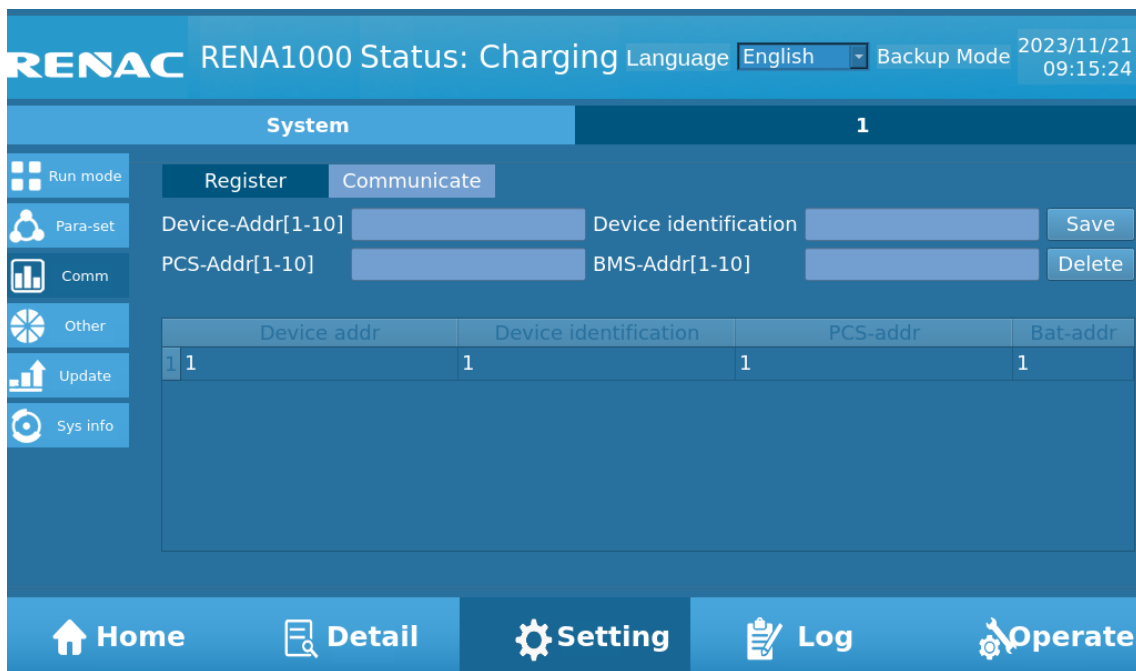 RENAC RENA1000 Status: Charging Language English Backup Mode 2023/11/21
09:15:24
System 1
Run mode Register Communicate
Para-set Device-Addr[1-10] Device identification Save
Comm PCS-Addr[1-10] BMS-Addr[1-10] Delete
Other Device addr Device identification PCS-addr Bat-addr
1 1 1 1 1
Update
Sys info
Home Detail Setting Log Operate